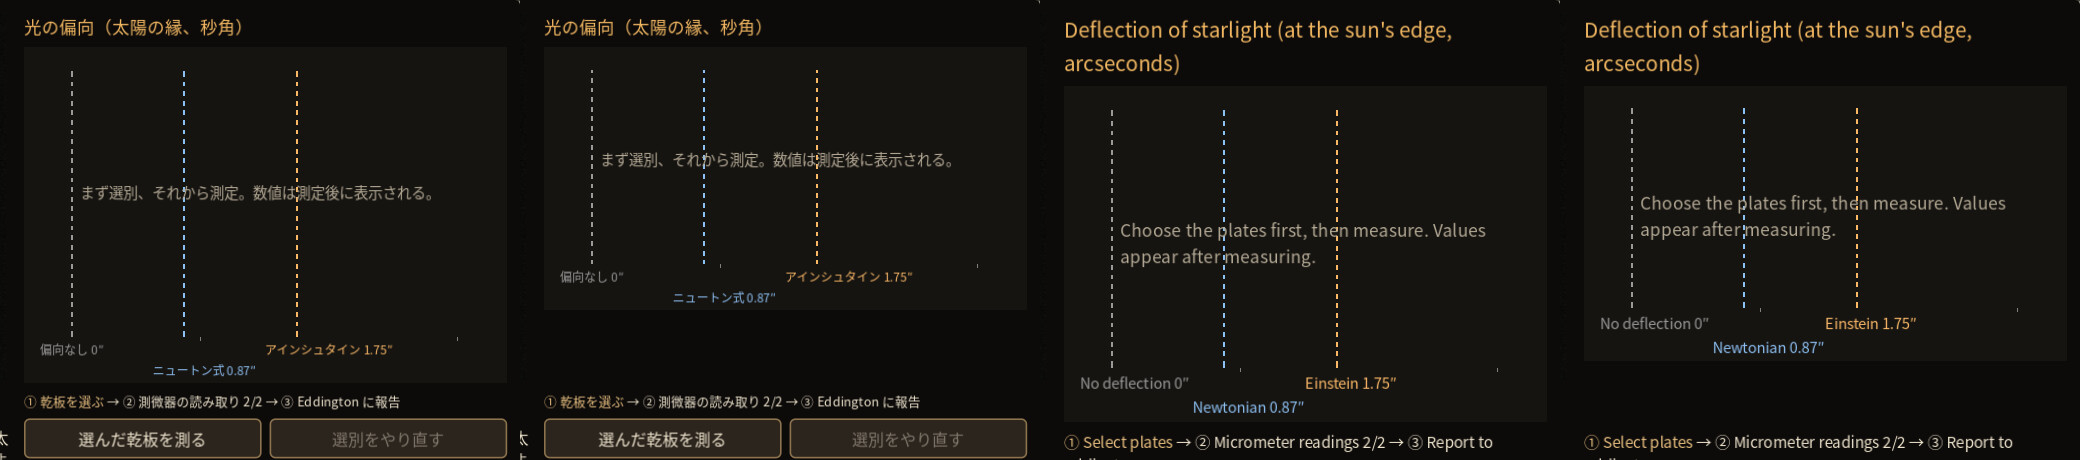 光の偏向（太陽の縁、秒角）
まず選別、それから測定。数値は測定後に表示される。
偏向なし 0″
アインシュタイン 1.75″
ニュートン式 0.87″
① 乾板を選ぶ → ② 測微器の読み取り 2/2 → ③ Eddington に報告
選んだ乾板を測る
選別をやり直す
太
光の偏向（太陽の縁、秒角）
まず選別、それから測定。数値は測定後に表示される。
偏向なし 0″
アインシュタイン 1.75″
ニュートン式 0.87″
① 乾板を選ぶ → ② 測微器の読み取り 2/2 → ③ Eddington に報告
選んだ乾板を測る
選別をやり直す
太
Deflection of starlight (at the sun's edge,
arcseconds)
Choose the plates first, then measure. Values
appear after measuring.
No deflection 0″
Einstein 1.75″
Newtonian 0.87″
① Select plates → ② Micrometer readings 2/2 → ③ Report to
Deflection of starlight (at the sun's edge,
arcseconds)
Choose the plates first, then measure. Values
appear after measuring.
No deflection 0″
Einstein 1.75″
Newtonian 0.87″
① Select plates → ② Micrometer readings 2/2 → ③ Report to